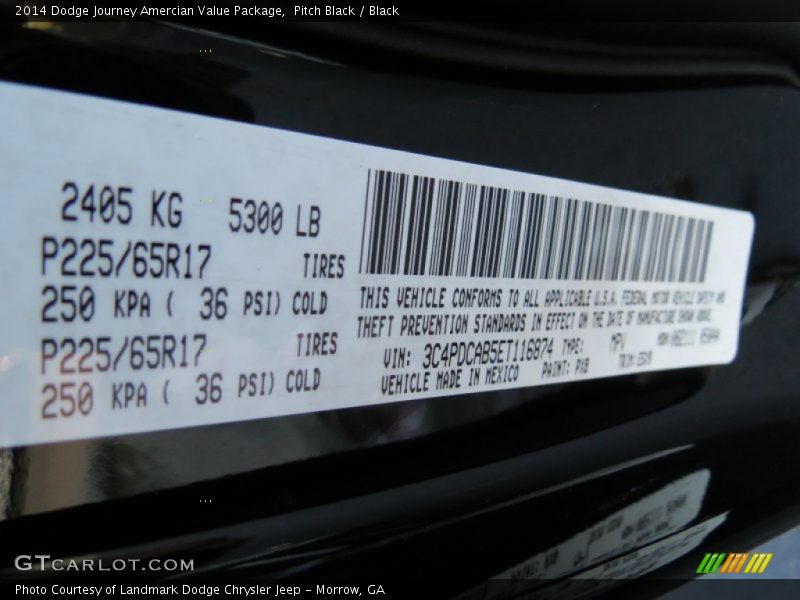 2014 Dodge Journey Amercian Value Package, Pitch Black / Black
2405 KG 5300 LB
P225/65R17 TIRES
250 KPA ( 36 PSI) COLD
P225/65R17 TIRES
250 KPA ( 36 PSI) COLD
THIS VEHICLE CONFORMS TO ALL APPLICABLE U.S.A. FEDERAL MOTOR VEHICLE SAFETY AND
THEFT PREVENTION STANDARDS IN EFFECT ON THE DATE OF MANUFACTURE SHOWN ABOVE.
VIN: 3C4PDCAB5ET116874 TYPE: MPV
VEHICLE MADE IN MEXICO PAINT: PX8 TRIM:
GTCARLOT.COM
Photo Courtesy of Landmark Dodge Chrysler Jeep - Morrow, GA